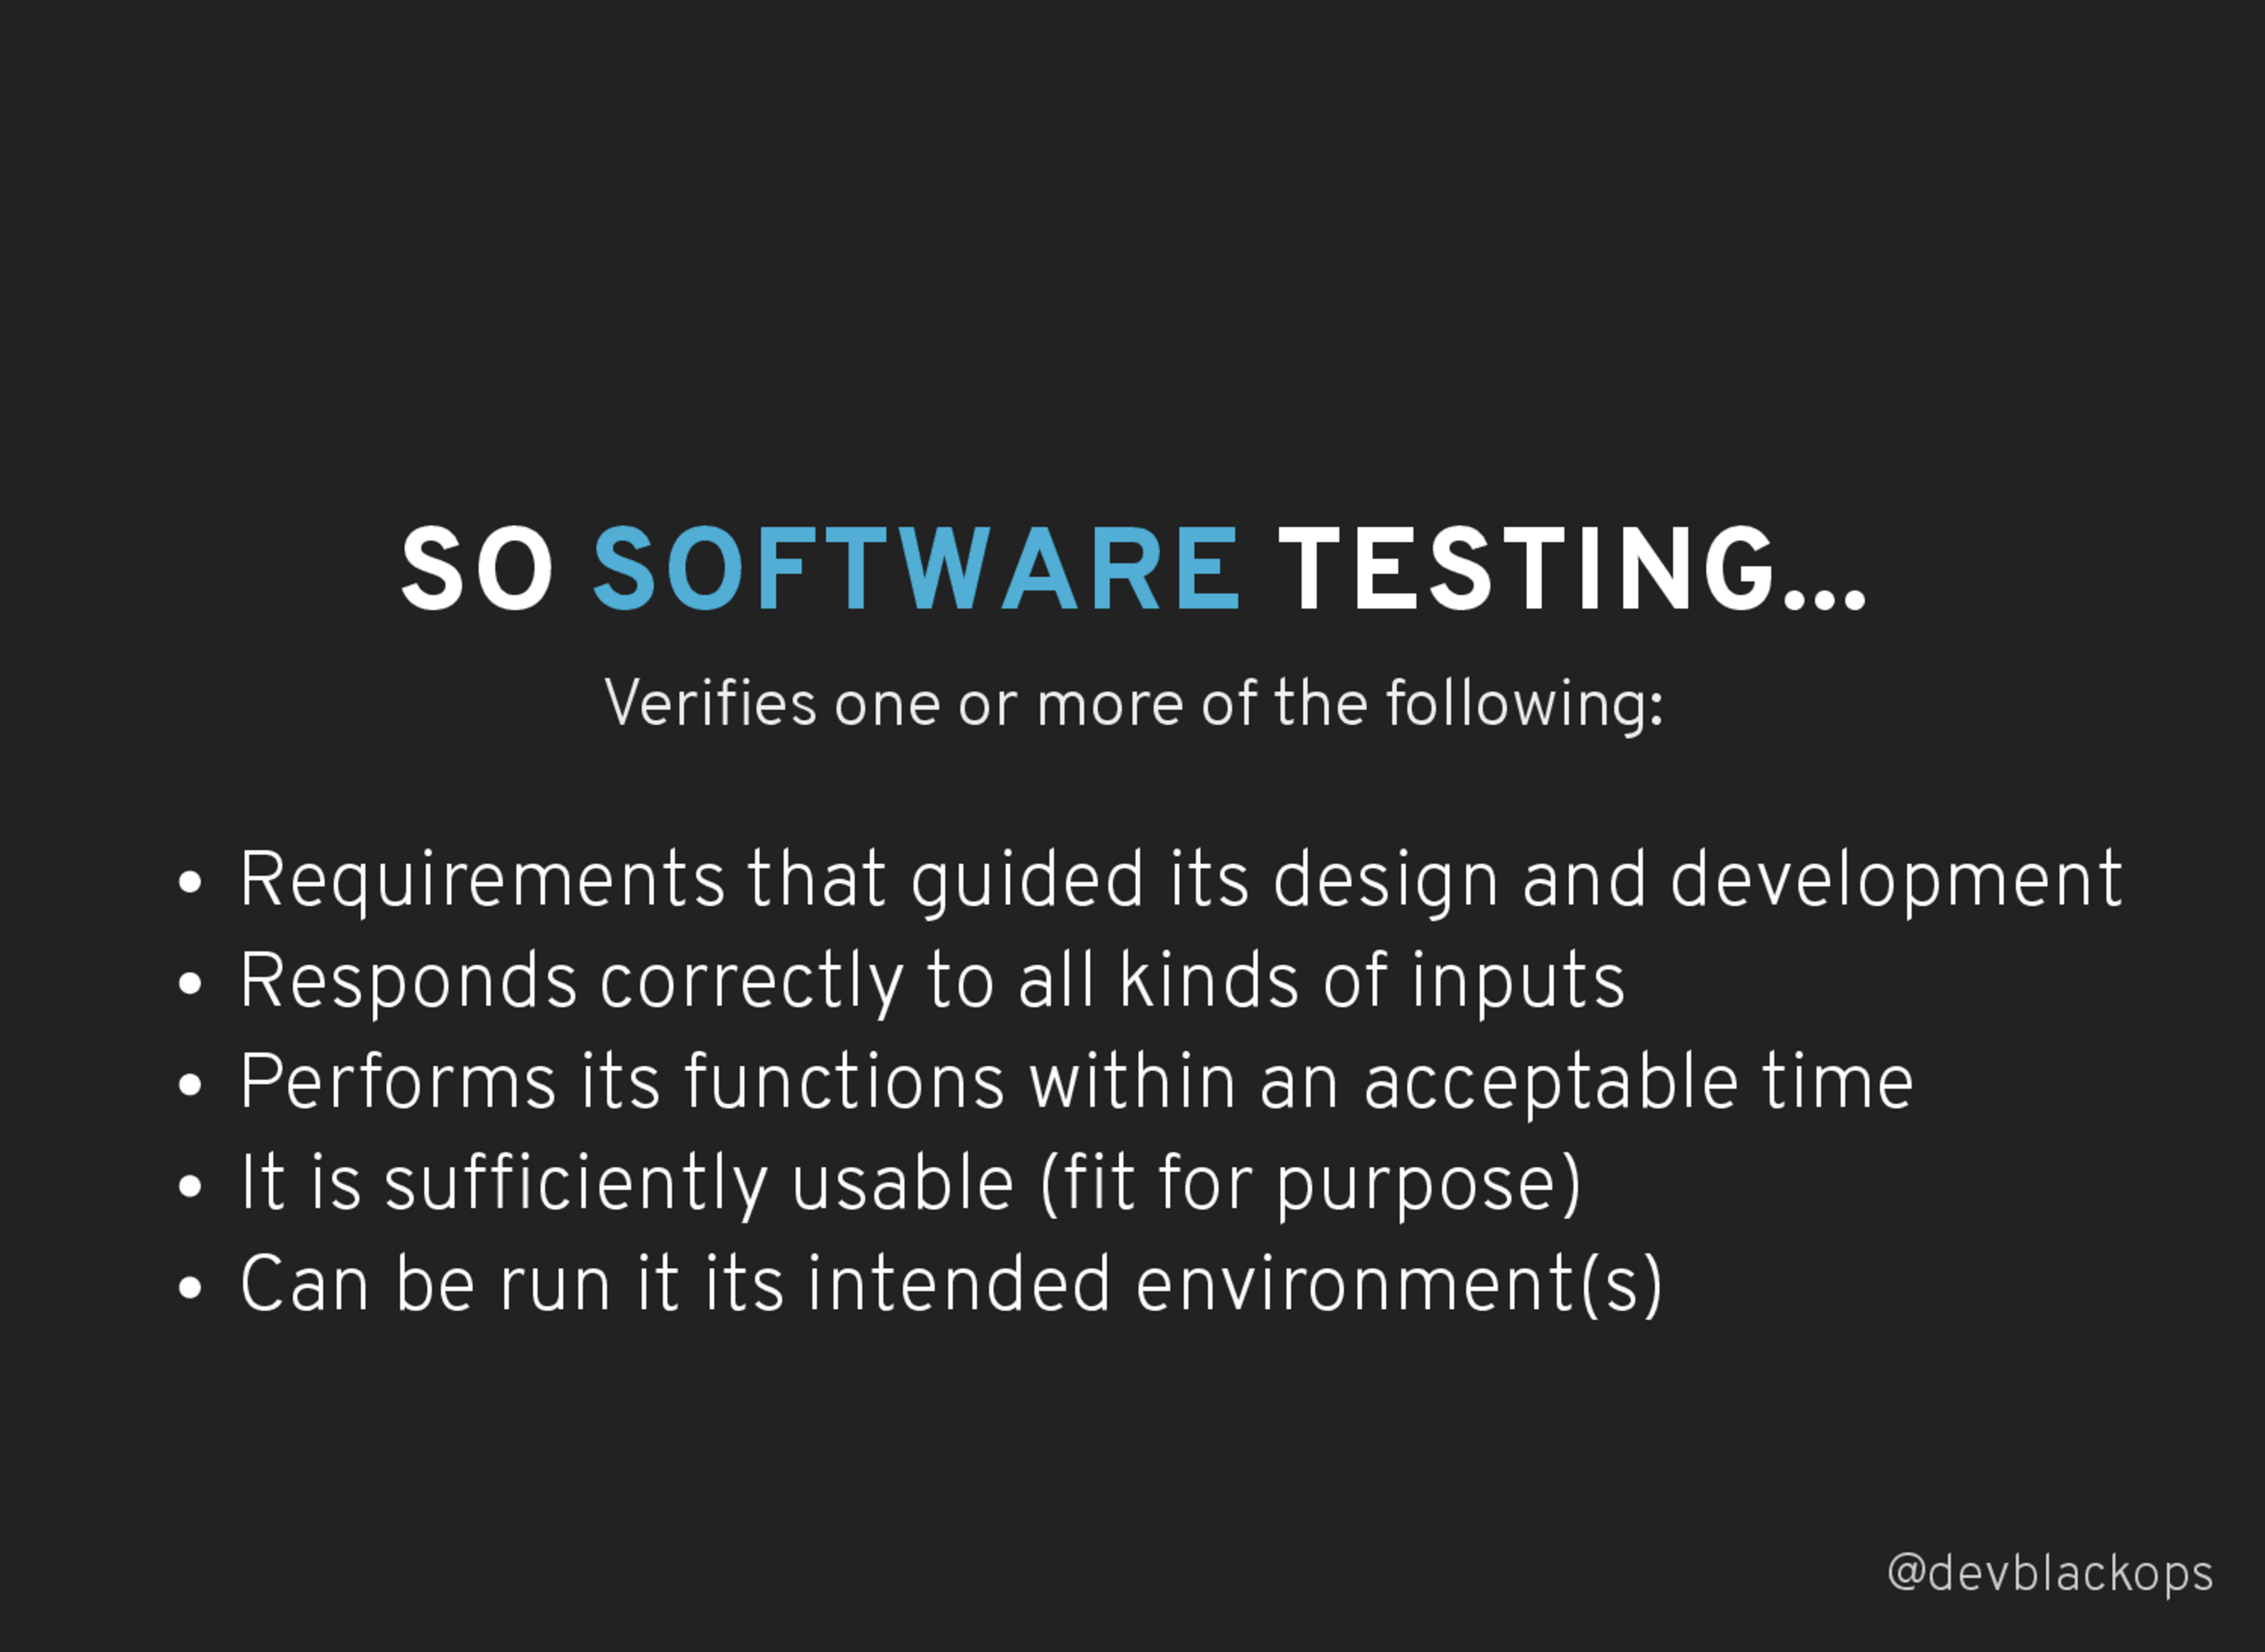 SO SOFTWARE TESTING...
Verifies one or more of the following:
• Requirements that guided its design and development
• Responds correctly to all kinds of inputs
• Performs its functions within an acceptable time
• It is sufficiently usable (fit for purpose)
• Can be run it its intended environment(s)
@devblackops